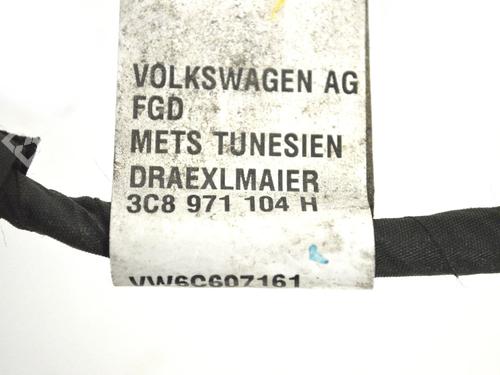 VOLKSWAGEN AG
FGD
METS TUNESIEN
DRAEXLMAIER
3C8 971 104 H
VW6C607161